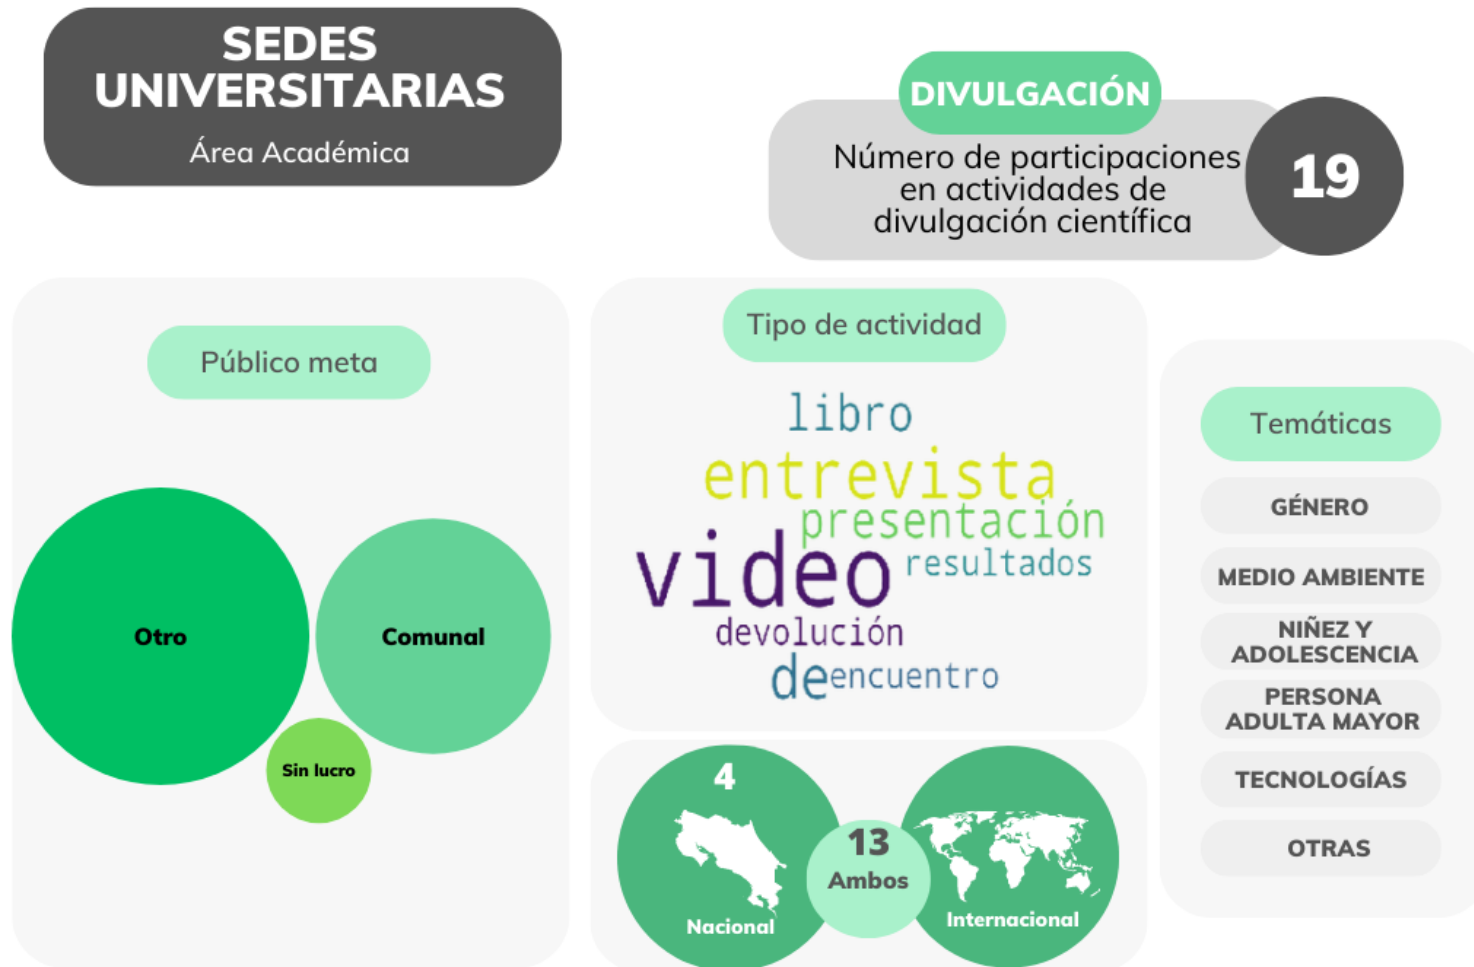 SEDES
UNIVERSITARIAS
Área Académica
DIVULGACIÓN
Número de participaciones
en actividades de
divulgación científica
19
Público meta
Otro
Comunal
Sin lucro
Tipo de actividad
libro
entrevista
presentación
video
resultados
devolución
de
encuentro
4
Nacional
13
Ambos
Internacional
Temáticas
GÉNERO
MEDIO AMBIENTE
NIÑEZ Y
ADOLESCENCIA
PERSONA
ADULTA MAYOR
TECNOLOGÍAS
OTRAS